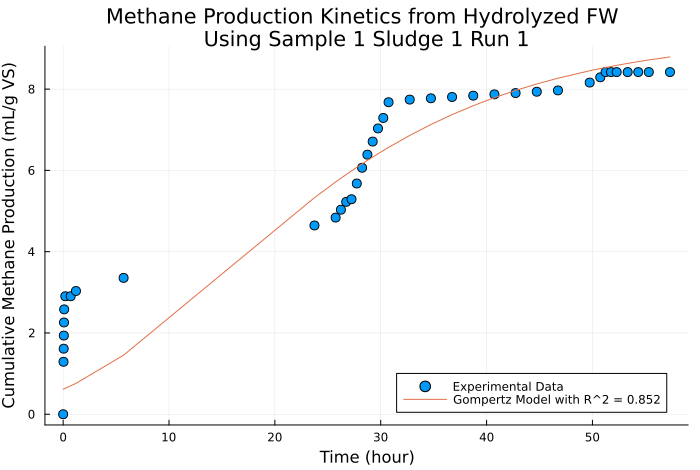 Methane Production Kinetics from Hydrolyzed FW
Using Sample 1 Sludge 1 Run 1
Cumulative Methane Production (mL/g VS)
8
6
4
2
0
0 10 20 30 40 50
Time (hour)
Experimental Data
Gompertz Model with R^2 = 0.852